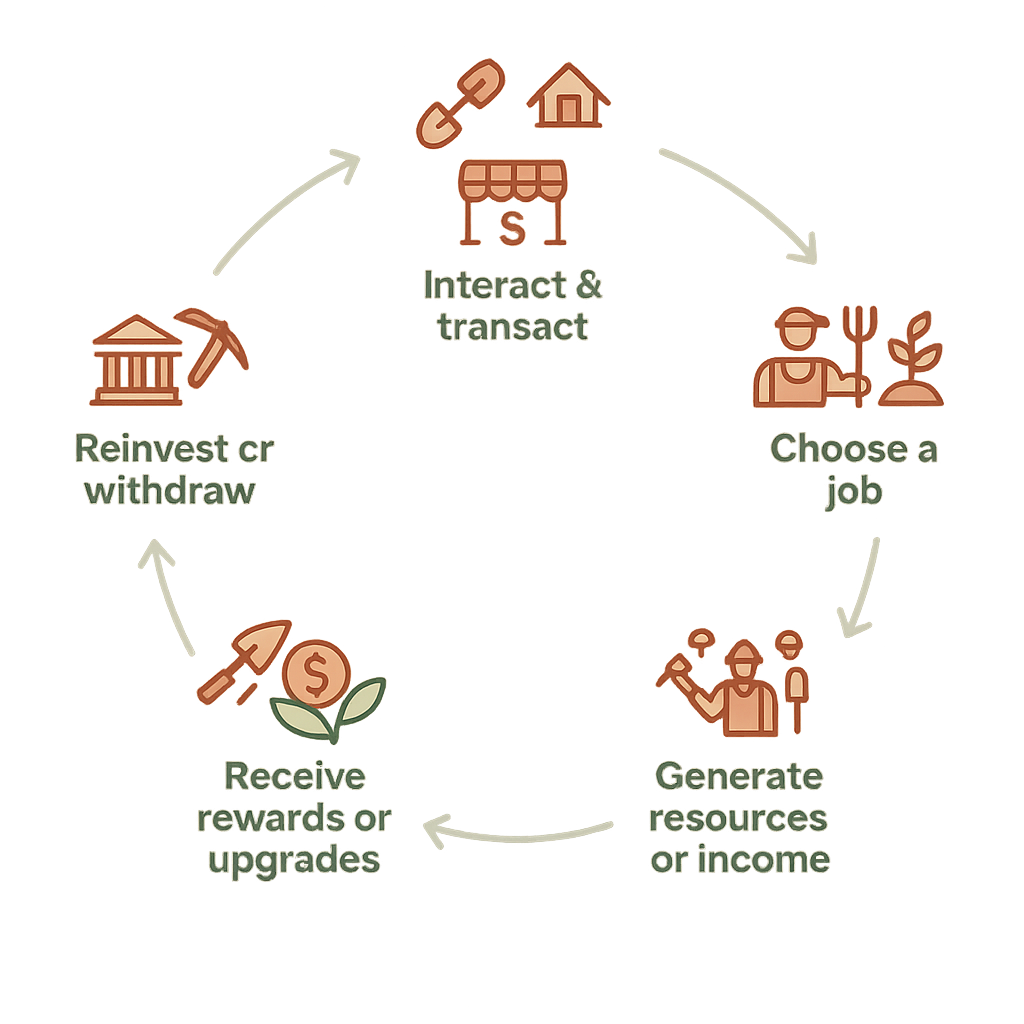 S
Interact &
transact
Choose a
job
Generate
resources
or income
$
Receive
rewards or
upgrades
Reinvest cr
withdraw